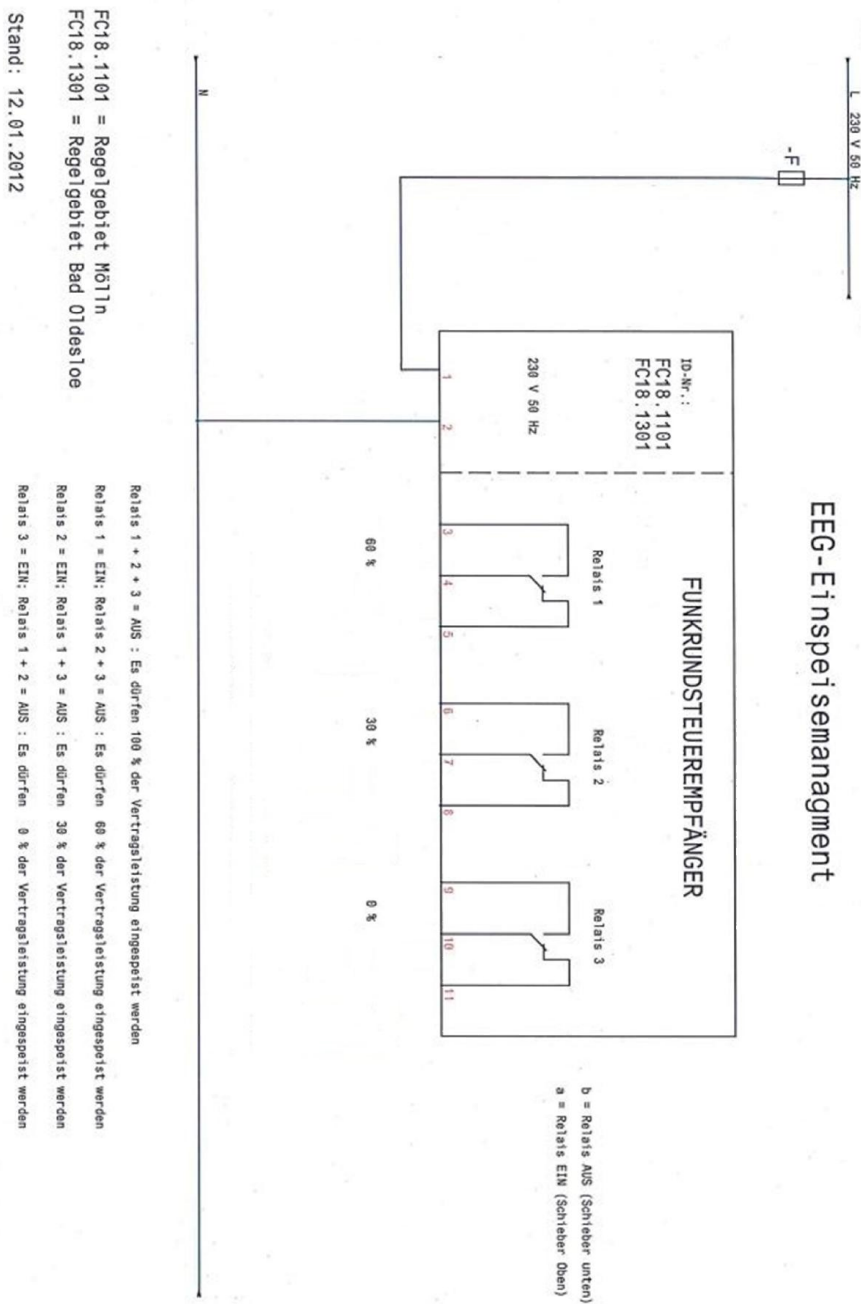 EEG-Einspeisemanagment
L 230 V 50 Hz
-F
ID-Nr.:
FC18.1101
FC18.1301
FUNKRUNDSTEUEREMPFÄNGER
230 V 50 Hz
Relais 1
Relais 2
Relais 3
b = Relais AUS (Schieber unten)
a = Relais EIN (Schieber Oben)
1 2 3 4 5 6 7 8 9 10 11
60 % 30 % 0 %
N
Relais 1 + 2 + 3 = AUS : Es dürfen 100 % der Vertragsleistung eingespeist werden
Relais 1 = EIN; Relais 2 + 3 = AUS : Es dürfen 60 % der Vertragsleistung eingespeist werden
Relais 2 = EIN; Relais 1 + 3 = AUS : Es dürfen 30 % der Vertragsleistung eingespeist werden
Relais 3 = EIN; Relais 1 + 2 = AUS : Es dürfen 0 % der Vertragsleistung eingespeist werden
FC18.1101 = Regelgebiet Mölln
FC18.1301 = Regelgebiet Bad Oldesloe
Stand: 12.01.2012